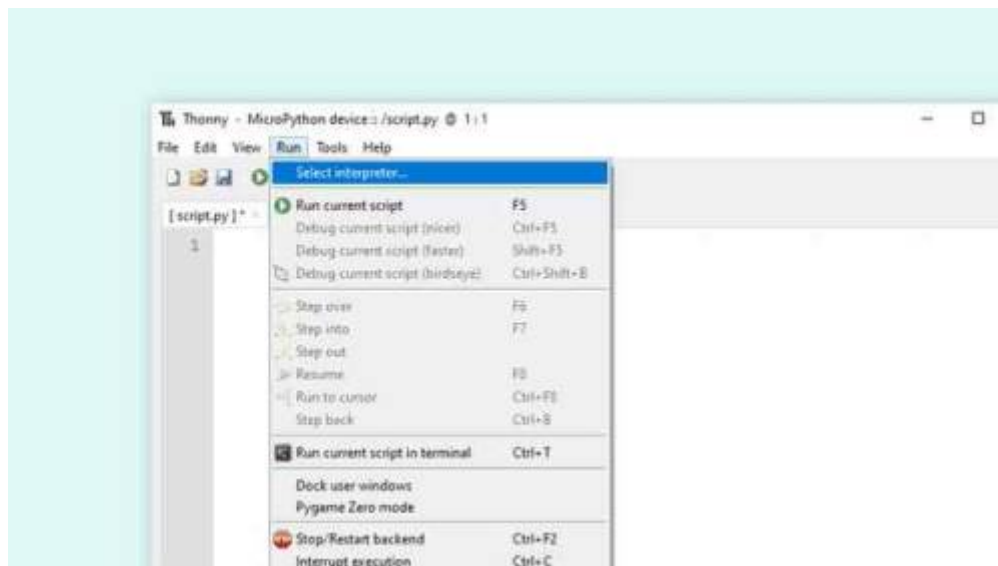 Thonny - MicroPython device :: /script.py @ 1 : 1
File Edit View Run Tools Help
Select interpreter...
[ script.py ] *
Run current script F5
1
Debug current script (nicer) Ctrl+F5
Debug current script (faster) Shift+F5
Debug current script (birdseye) Ctrl+Shift+B
Step over F6
Step into F7
Step out
Resume F8
Run to cursor Ctrl+F8
Step back Ctrl+B
Run current script in terminal Ctrl+T
Dock user windows
Pygame Zero mode
Stop/Restart backend Ctrl+F2
Interrupt execution Ctrl+C